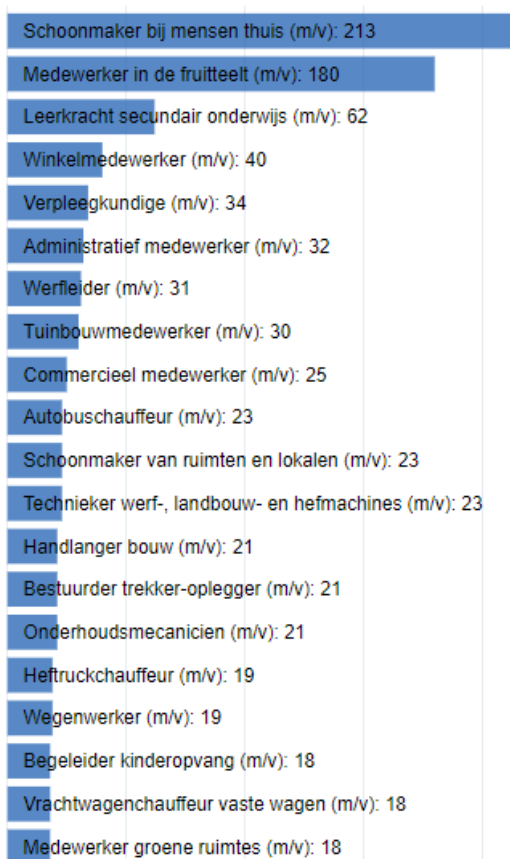 Schoonmaker bij mensen thuis (m/v): 213
Medewerker in de fruitteelt (m/v): 180
Leerkracht secundair onderwijs (m/v): 62
Winkelmedewerker (m/v): 40
Verpleegkundige (m/v): 34
Administratief medewerker (m/v): 32
Werfleider (m/v): 31
Tuinbouwmedewerker (m/v): 30
Commercieel medewerker (m/v): 25
Autobuschauffeur (m/v): 23
Schoonmaker van ruimten en lokalen (m/v): 23
Technieker werf-, landbouw- en hefmachines (m/v): 23
Handlanger bouw (m/v): 21
Bestuurder trekker-oplegger (m/v): 21
Onderhoudsmecanicien (m/v): 21
Heftruckchauffeur (m/v): 19
Wegenwerker (m/v): 19
Begeleider kinderopvang (m/v): 18
Vrachtwagenchauffeur vaste wagen (m/v): 18
Medewerker groene ruimtes (m/v): 18